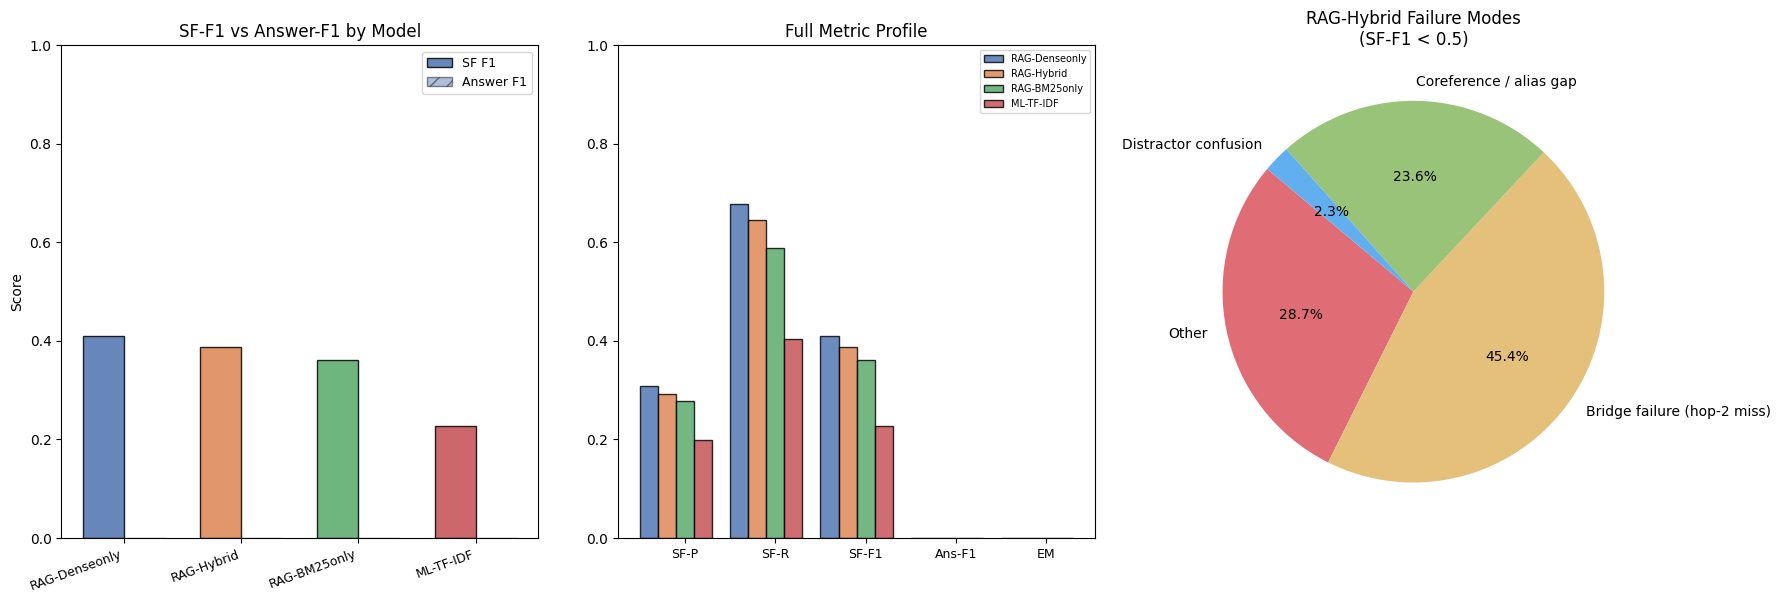 SF-F1 vs Answer-F1 by Model
SF F1
Answer F1
Score
1.0
0.8
0.6
0.4
0.2
0.0
RAG-Denseonly
RAG-Hybrid
RAG-BM25only
ML-TF-IDF
Full Metric Profile
RAG-Denseonly
RAG-Hybrid
RAG-BM25only
ML-TF-IDF
1.0
0.8
0.6
0.4
0.2
0.0
SF-P
SF-R
SF-F1
Ans-F1
EM
RAG-Hybrid Failure Modes
(SF-F1 < 0.5)
Coreference / alias gap
Distractor confusion
23.6%
2.3%
28.7%
Other
45.4%
Bridge failure (hop-2 miss)